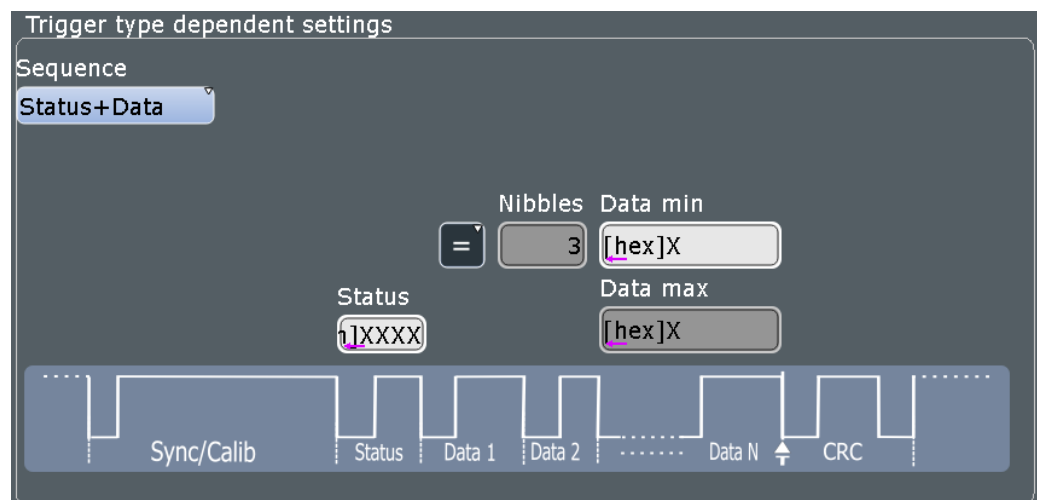 Trigger type dependent settings
Sequence
Status+Data
Nibbles Data min
= 3 [hex]X
Status Data max
]XXXX [hex]X
Sync/Calib Status Data 1 Data 2 Data N CRC